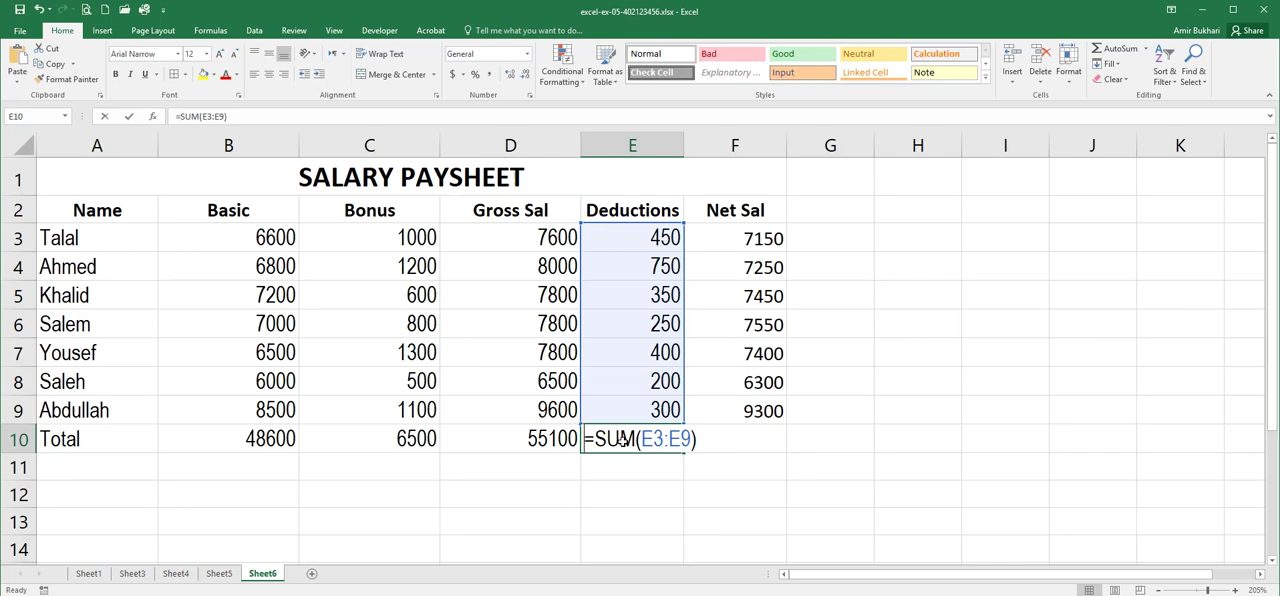 excel-ex-05-402123456.xlsx - Excel
File Home Insert Page Layout Formulas Data Review View Developer Acrobat Tell me what you want to do... Amir Bukhari Share
Cut
Copy
Format Painter
Paste
Clipboard
Arial Narrow 12
B I U
Font
Wrap Text
Merge & Center
Alignment
General
$ % ,
Number
Conditional Formatting
Format as Table
Normal Bad Good Neutral Calculation
Check Cell Explanatory ... Input Linked Cell Note
Styles
Insert Delete Format
Cells
AutoSum
Fill
Clear
Sort & Filter
Find & Select
Editing
E10 fx =SUM(E3:E9)
A B C D E F G H I J K
1 SALARY PAYSHEET
2 Name Basic Bonus Gross Sal Deductions Net Sal
3 Talal 6600 1000 7600 450 7150
4 Ahmed 6800 1200 8000 750 7250
5 Khalid 7200 600 7800 350 7450
6 Salem 7000 800 7800 250 7550
7 Yousef 6500 1300 7800 400 7400
8 Saleh 6000 500 6500 200 6300
9 Abdullah 8500 1100 9600 300 9300
10 Total 48600 6500 55100 =SUM(E3:E9)
11
12
13
14
Sheet1 Sheet3 Sheet4 Sheet5 Sheet6
Ready 205%